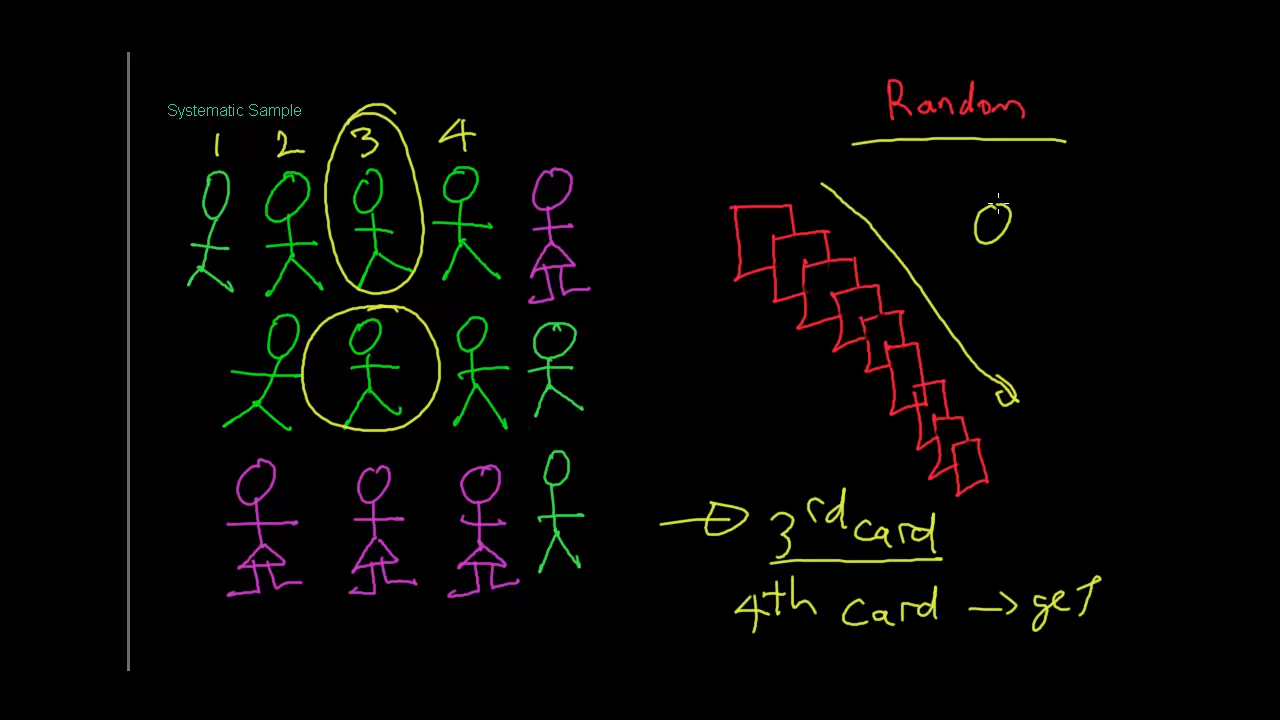 Systematic Sample
1 2 3 4
Random
3rd card
4th card → get